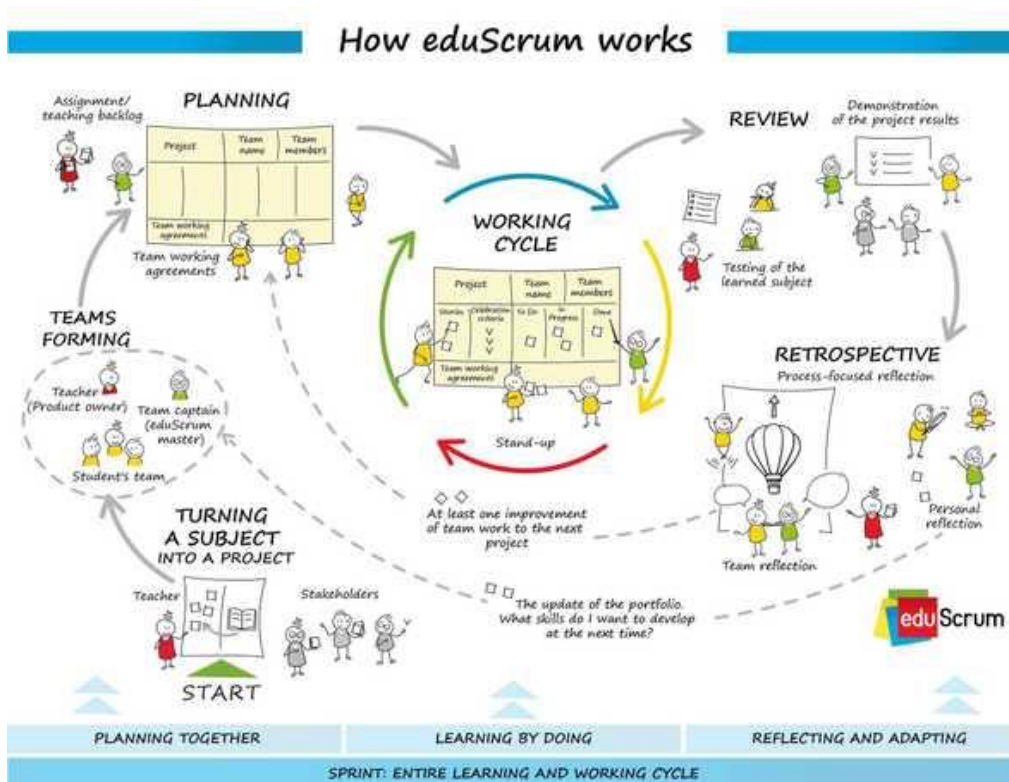 How eduScrum works
Assignment/
teaching backlog
PLANNING
Project
Team
name
Team
members
Team working
agreements
Team working
agreements
WORKING
CYCLE
Project
Team
name
Team
members
Stories
Celebration
criteria
To Do
In
Progress
Done
Team working
agreements
Stand-up
REVIEW
Demonstration
of the project results
Testing of the
learned subject
RETROSPECTIVE
Process-focused reflection
Team reflection
Personal
reflection
TEAMS
FORMING
Teacher
(Product owner)
Team captain
(eduScrum
master)
Student's team
At least one improvement
of team work to the next
project
TURNING
A SUBJECT
INTO A PROJECT
Teacher
Stakeholders
The update of the portfolio.
What skills do I want to develop
at the next time?
START
eduScrum
PLANNING TOGETHER
LEARNING BY DOING
REFLECTING AND ADAPTING
SPRINT: ENTIRE LEARNING AND WORKING CYCLE